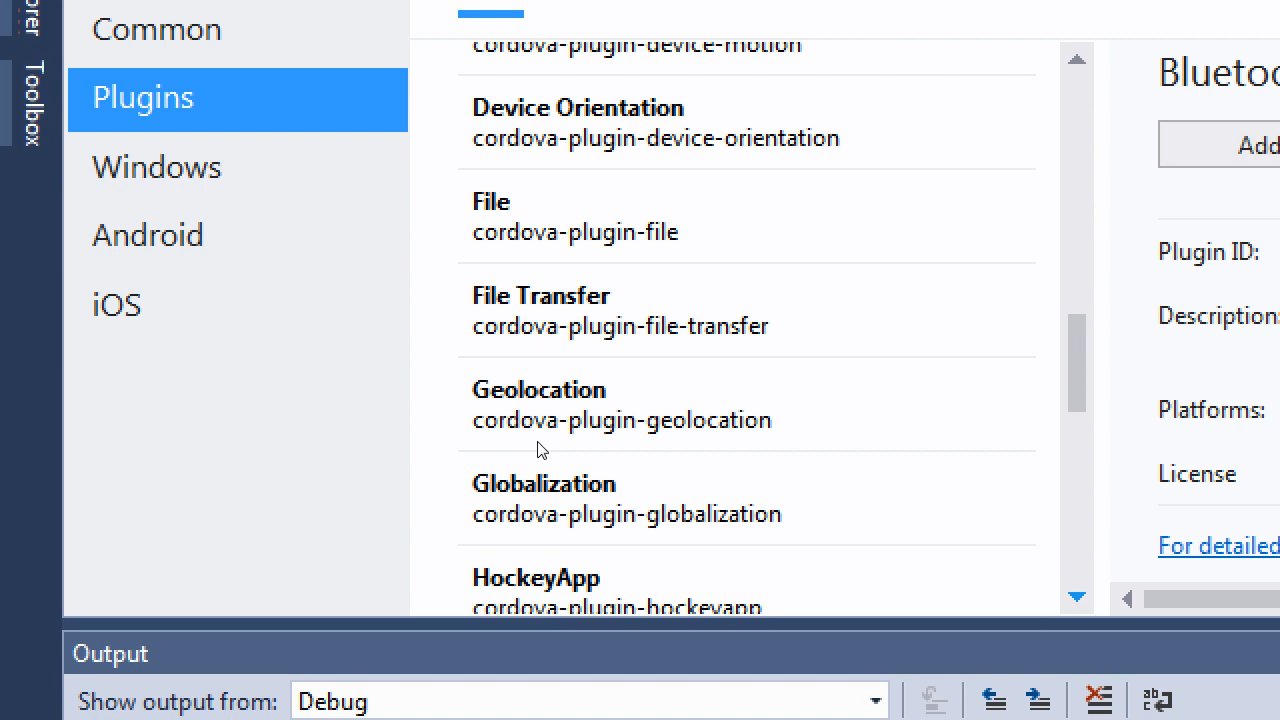 Toolbox
Common
Plugins
Windows
Android
iOS
cordova-plugin-device-motion
Device Orientation
cordova-plugin-device-orientation
File
cordova-plugin-file
File Transfer
cordova-plugin-file-transfer
Geolocation
cordova-plugin-geolocation
Globalization
cordova-plugin-globalization
HockeyApp
cordova-plugin-hockeyapp
Add
Plugin ID:
Description:
Platforms:
License
For detailed
Output
Show output from: Debug